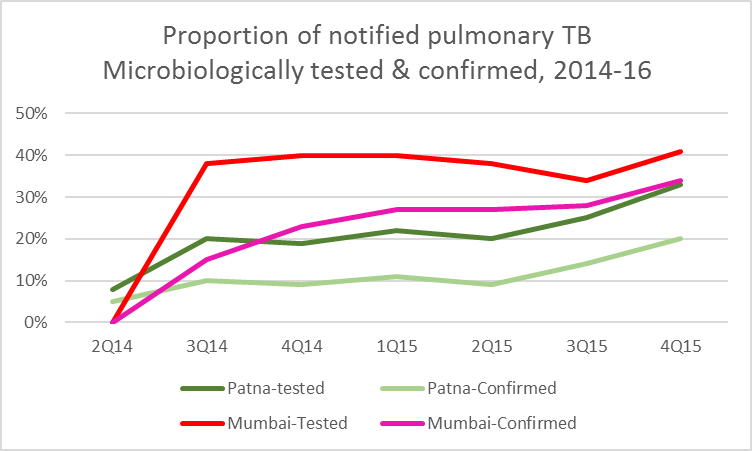 Proportion of notified pulmonary TB
Microbiologically tested & confirmed, 2014-16
50%
40%
30%
20%
10%
0%
2Q14 3Q14 4Q14 1Q15 2Q15 3Q15 4Q15
Patna-tested Patna-Confirmed
Mumbai-Tested Mumbai-Confirmed